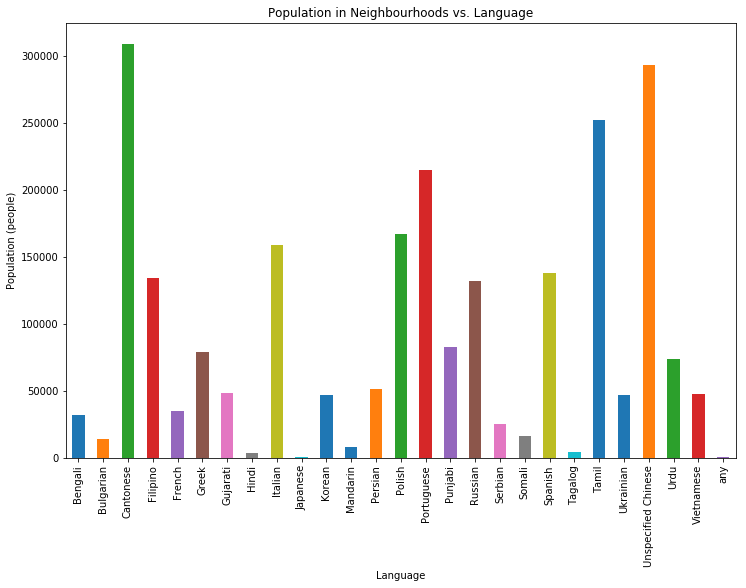 Population in Neighbourhoods vs. Language
Population (people)
300000
250000
200000
150000
100000
50000
0
Bengali
Bulgarian
Cantonese
Filipino
French
Greek
Gujarati
Hindi
Italian
Japanese
Korean
Mandarin
Persian
Polish
Portuguese
Punjabi
Russian
Serbian
Somali
Spanish
Tagalog
Tamil
Ukrainian
Unspecified Chinese
Urdu
Vietnamese
any
Language